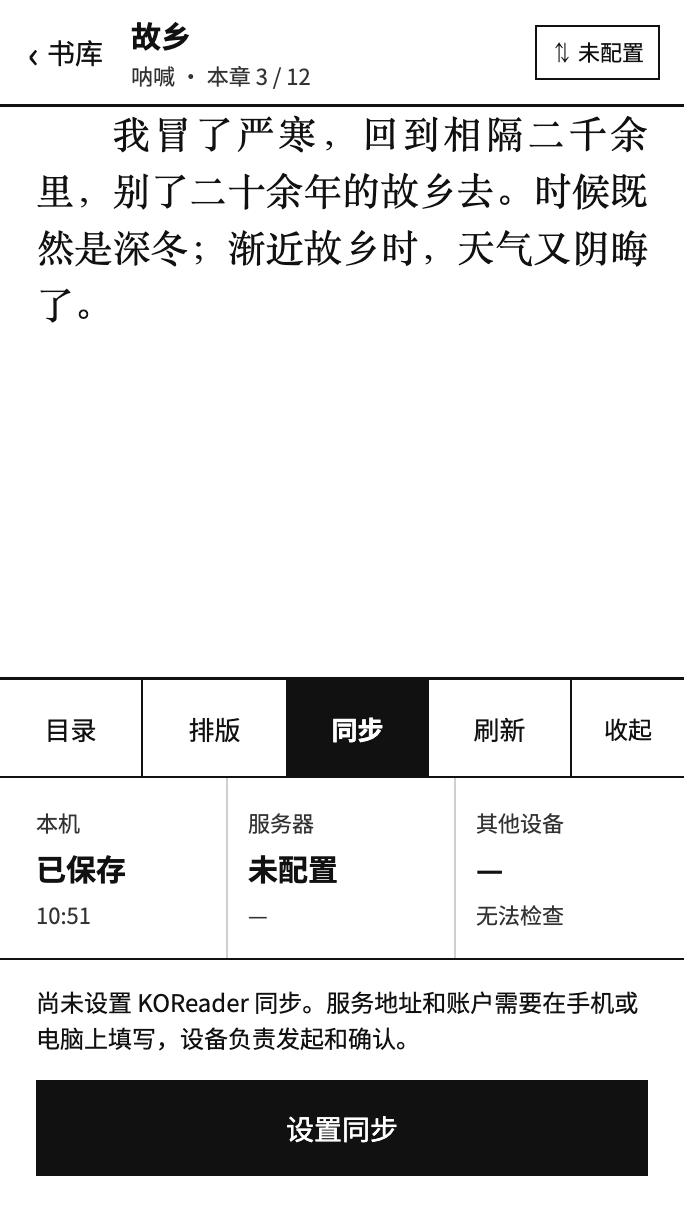 ‹ 书库
故乡
呐喊 · 本章 3 / 12
⇅ 未配置
我冒了严寒，回到相隔二千余
里，别了二十余年的故乡去。时候既
然是深冬；渐近故乡时，天气又阴晦
了。
目录
排版
同步
刷新
收起
本机
已保存
10:51
服务器
未配置
—
其他设备
—
无法检查
尚未设置 KOReader 同步。服务地址和账户需要在手机或
电脑上填写，设备负责发起和确认。
设置同步